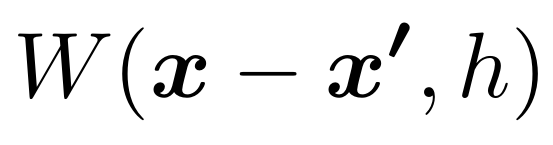 W(𝒙 − 𝒙′, h)